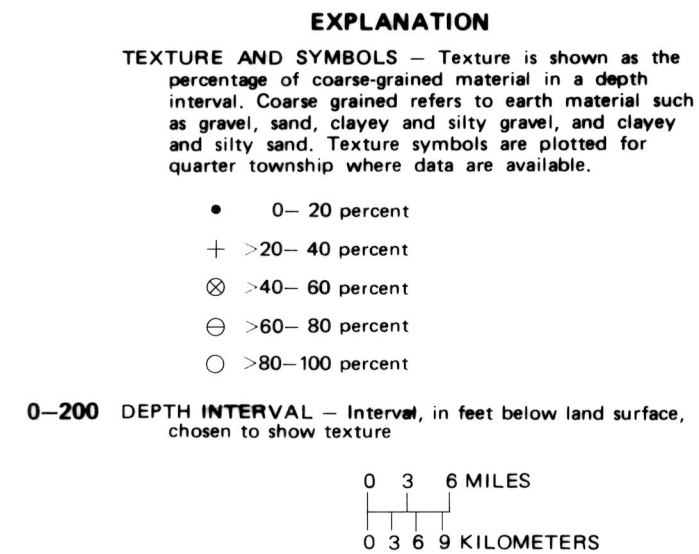 EXPLANATION
TEXTURE AND SYMBOLS — Texture is shown as the
percentage of coarse-grained material in a depth
interval. Coarse grained refers to earth material such
as gravel, sand, clayey and silty gravel, and clayey
and silty sand. Texture symbols are plotted for
quarter township where data are available.
● 0— 20 percent
+ >20— 40 percent
⊗ >40— 60 percent
⊖ >60— 80 percent
○ >80—100 percent
0—200 DEPTH INTERVAL — Interval, in feet below land surface,
chosen to show texture
0 3 6 MILES
0 3 6 9 KILOMETERS